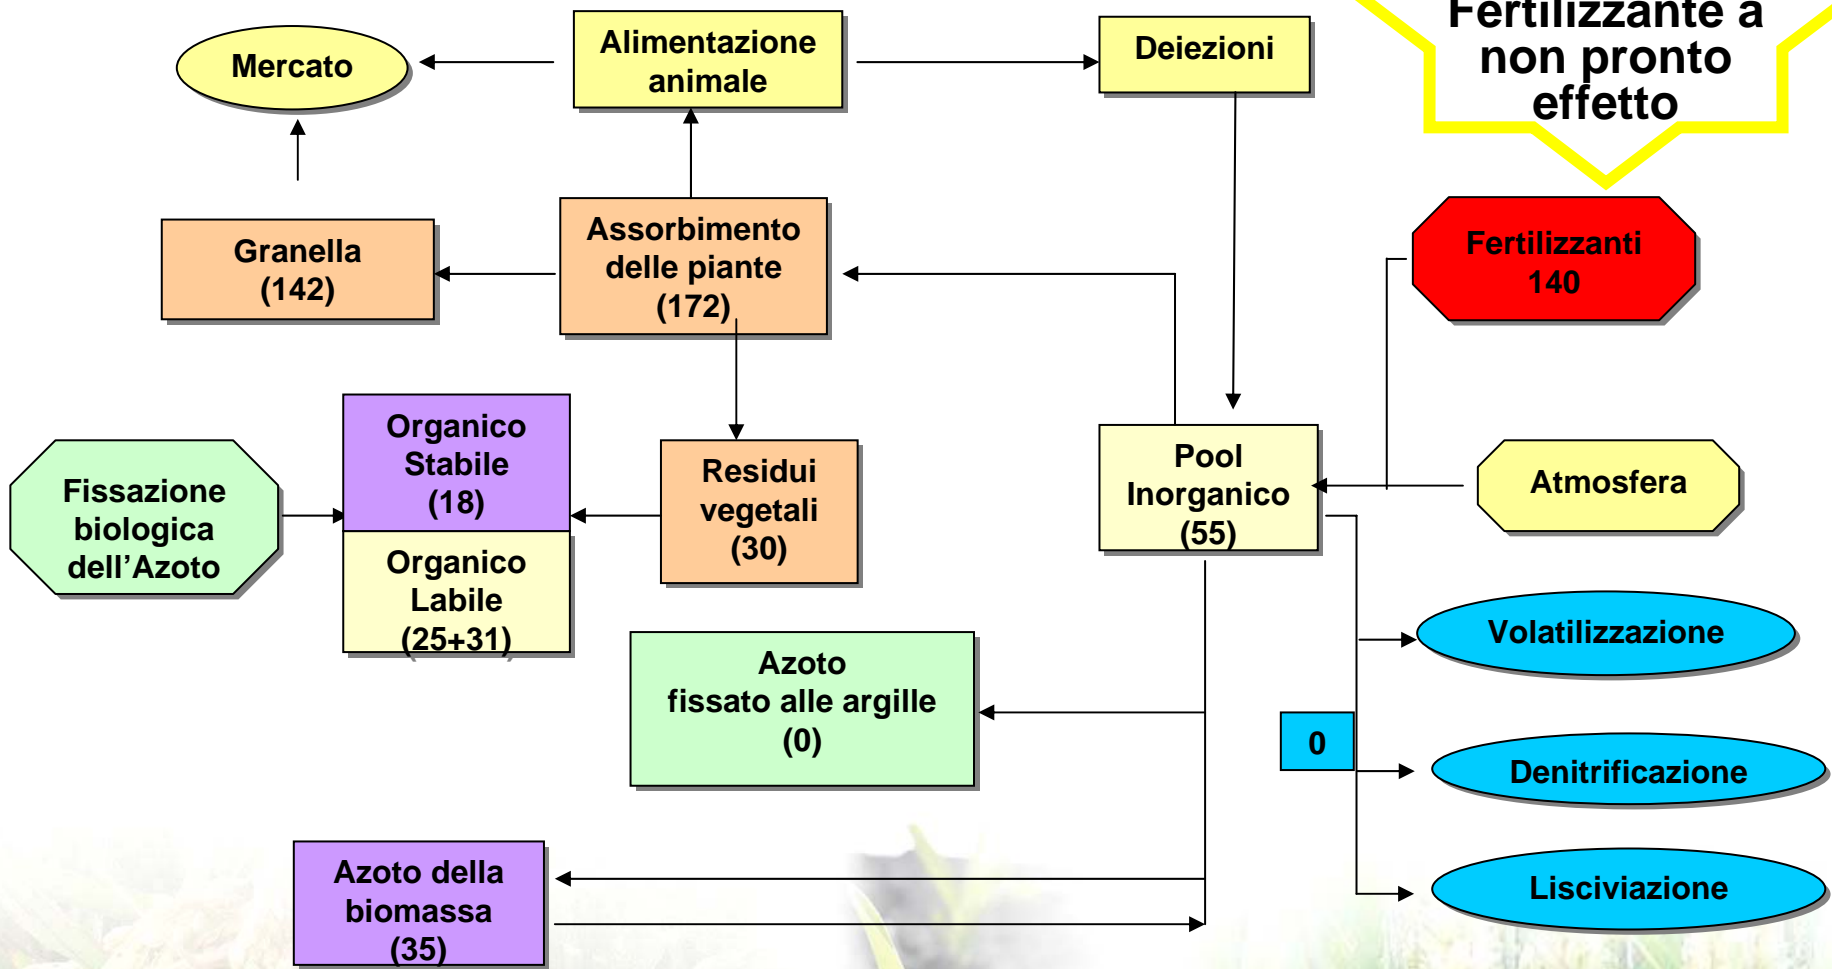 Fertilizzante a
non pronto
effetto
Mercato
Alimentazione
animale
Deiezioni
Granella
(142)
Assorbimento
delle piante
(172)
Fertilizzanti
140
Fissazione
biologica
dell’Azoto
Organico
Stabile
(18)
Organico
Labile
(25+31)
Residui
vegetali
(30)
Pool
Inorganico
(55)
Atmosfera
Azoto
fissato alle argille
(0)
0
Volatilizzazione
Denitrificazione
Lisciviazione
Azoto della
biomassa
(35)